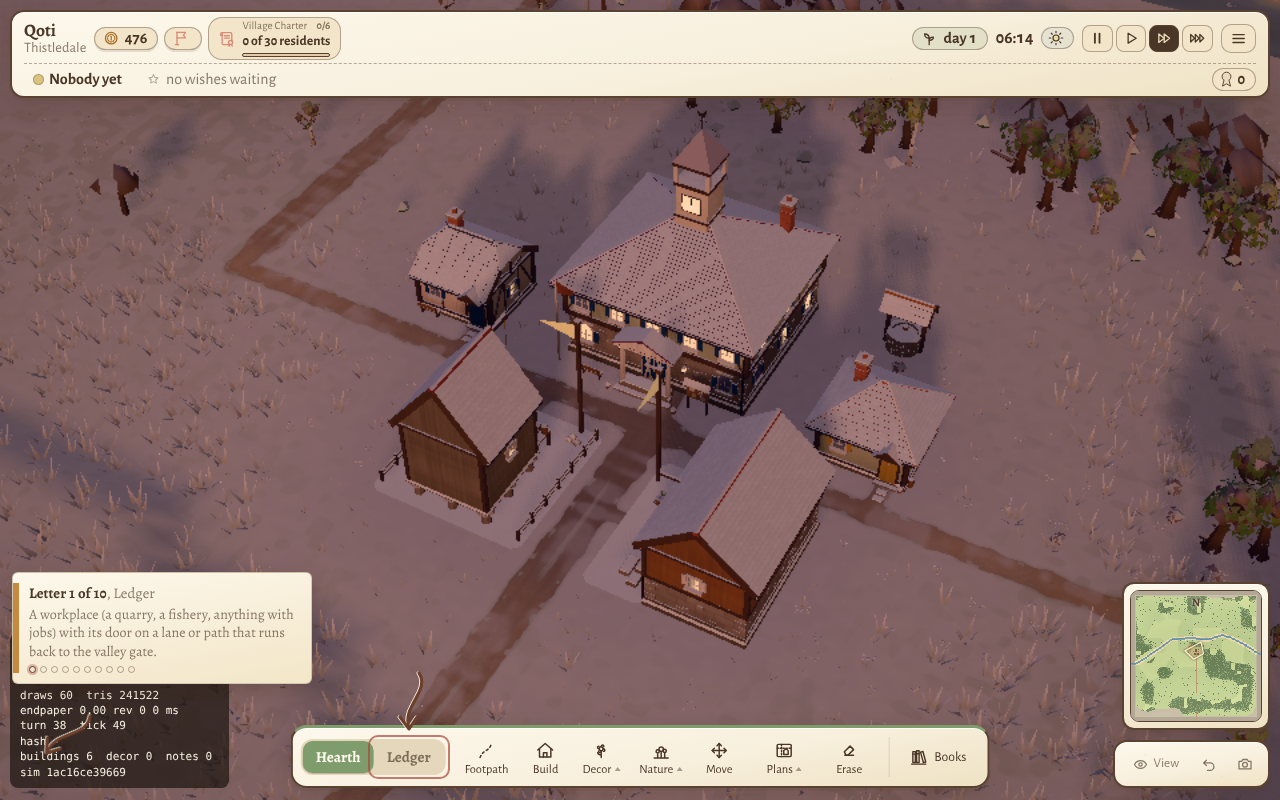 Qoti
Thistledale
476
Village Charter 0/6
0 of 30 residents
day 1
06:14
Nobody yet
no wishes waiting
0
N
Letter 1 of 10, Ledger
A workplace (a quarry, a fishery, anything with
jobs) with its door on a lane or path that runs
back to the valley gate.
draws 60 tris 241522
endpaper 0.00 rev 0 0 ms
turn 38 tick 49
hash
buildings 6 decor 0 notes 0
sim 1ac16ce39669
Hearth
Ledger
Footpath
Build
Decor
Nature
Move
Plans
Erase
Books
View